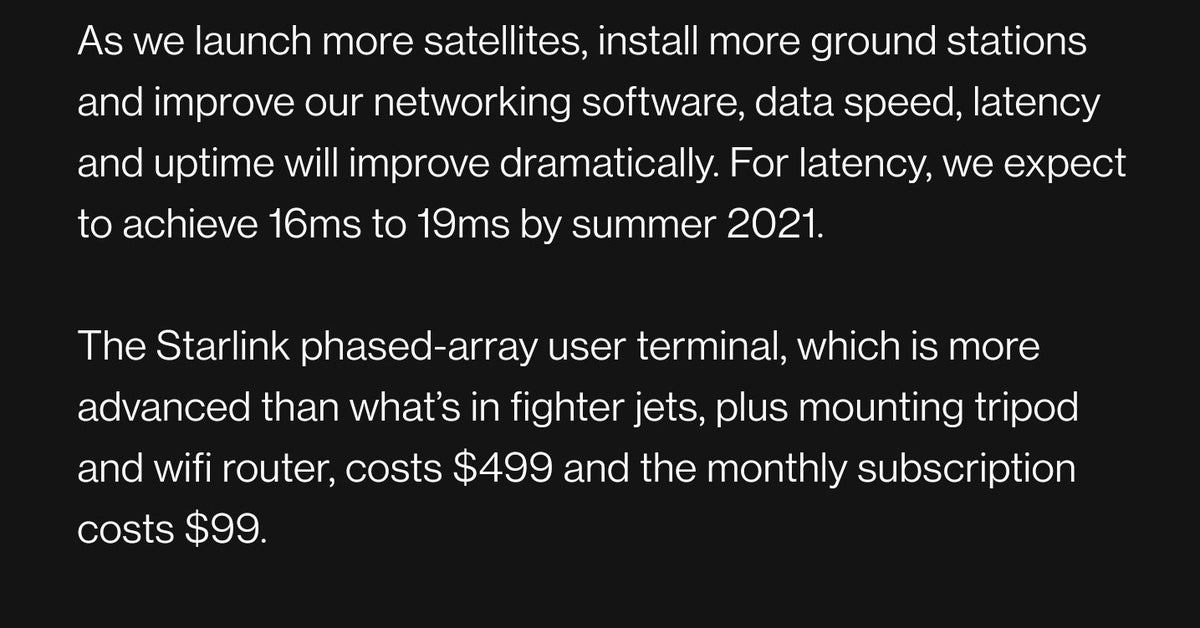 As we launch more satellites, install more ground stations
and improve our networking software, data speed, latency
and uptime will improve dramatically. For latency, we expect
to achieve 16ms to 19ms by summer 2021.
The Starlink phased-array user terminal, which is more
advanced than what’s in fighter jets, plus mounting tripod
and wifi router, costs $499 and the monthly subscription
costs $99.